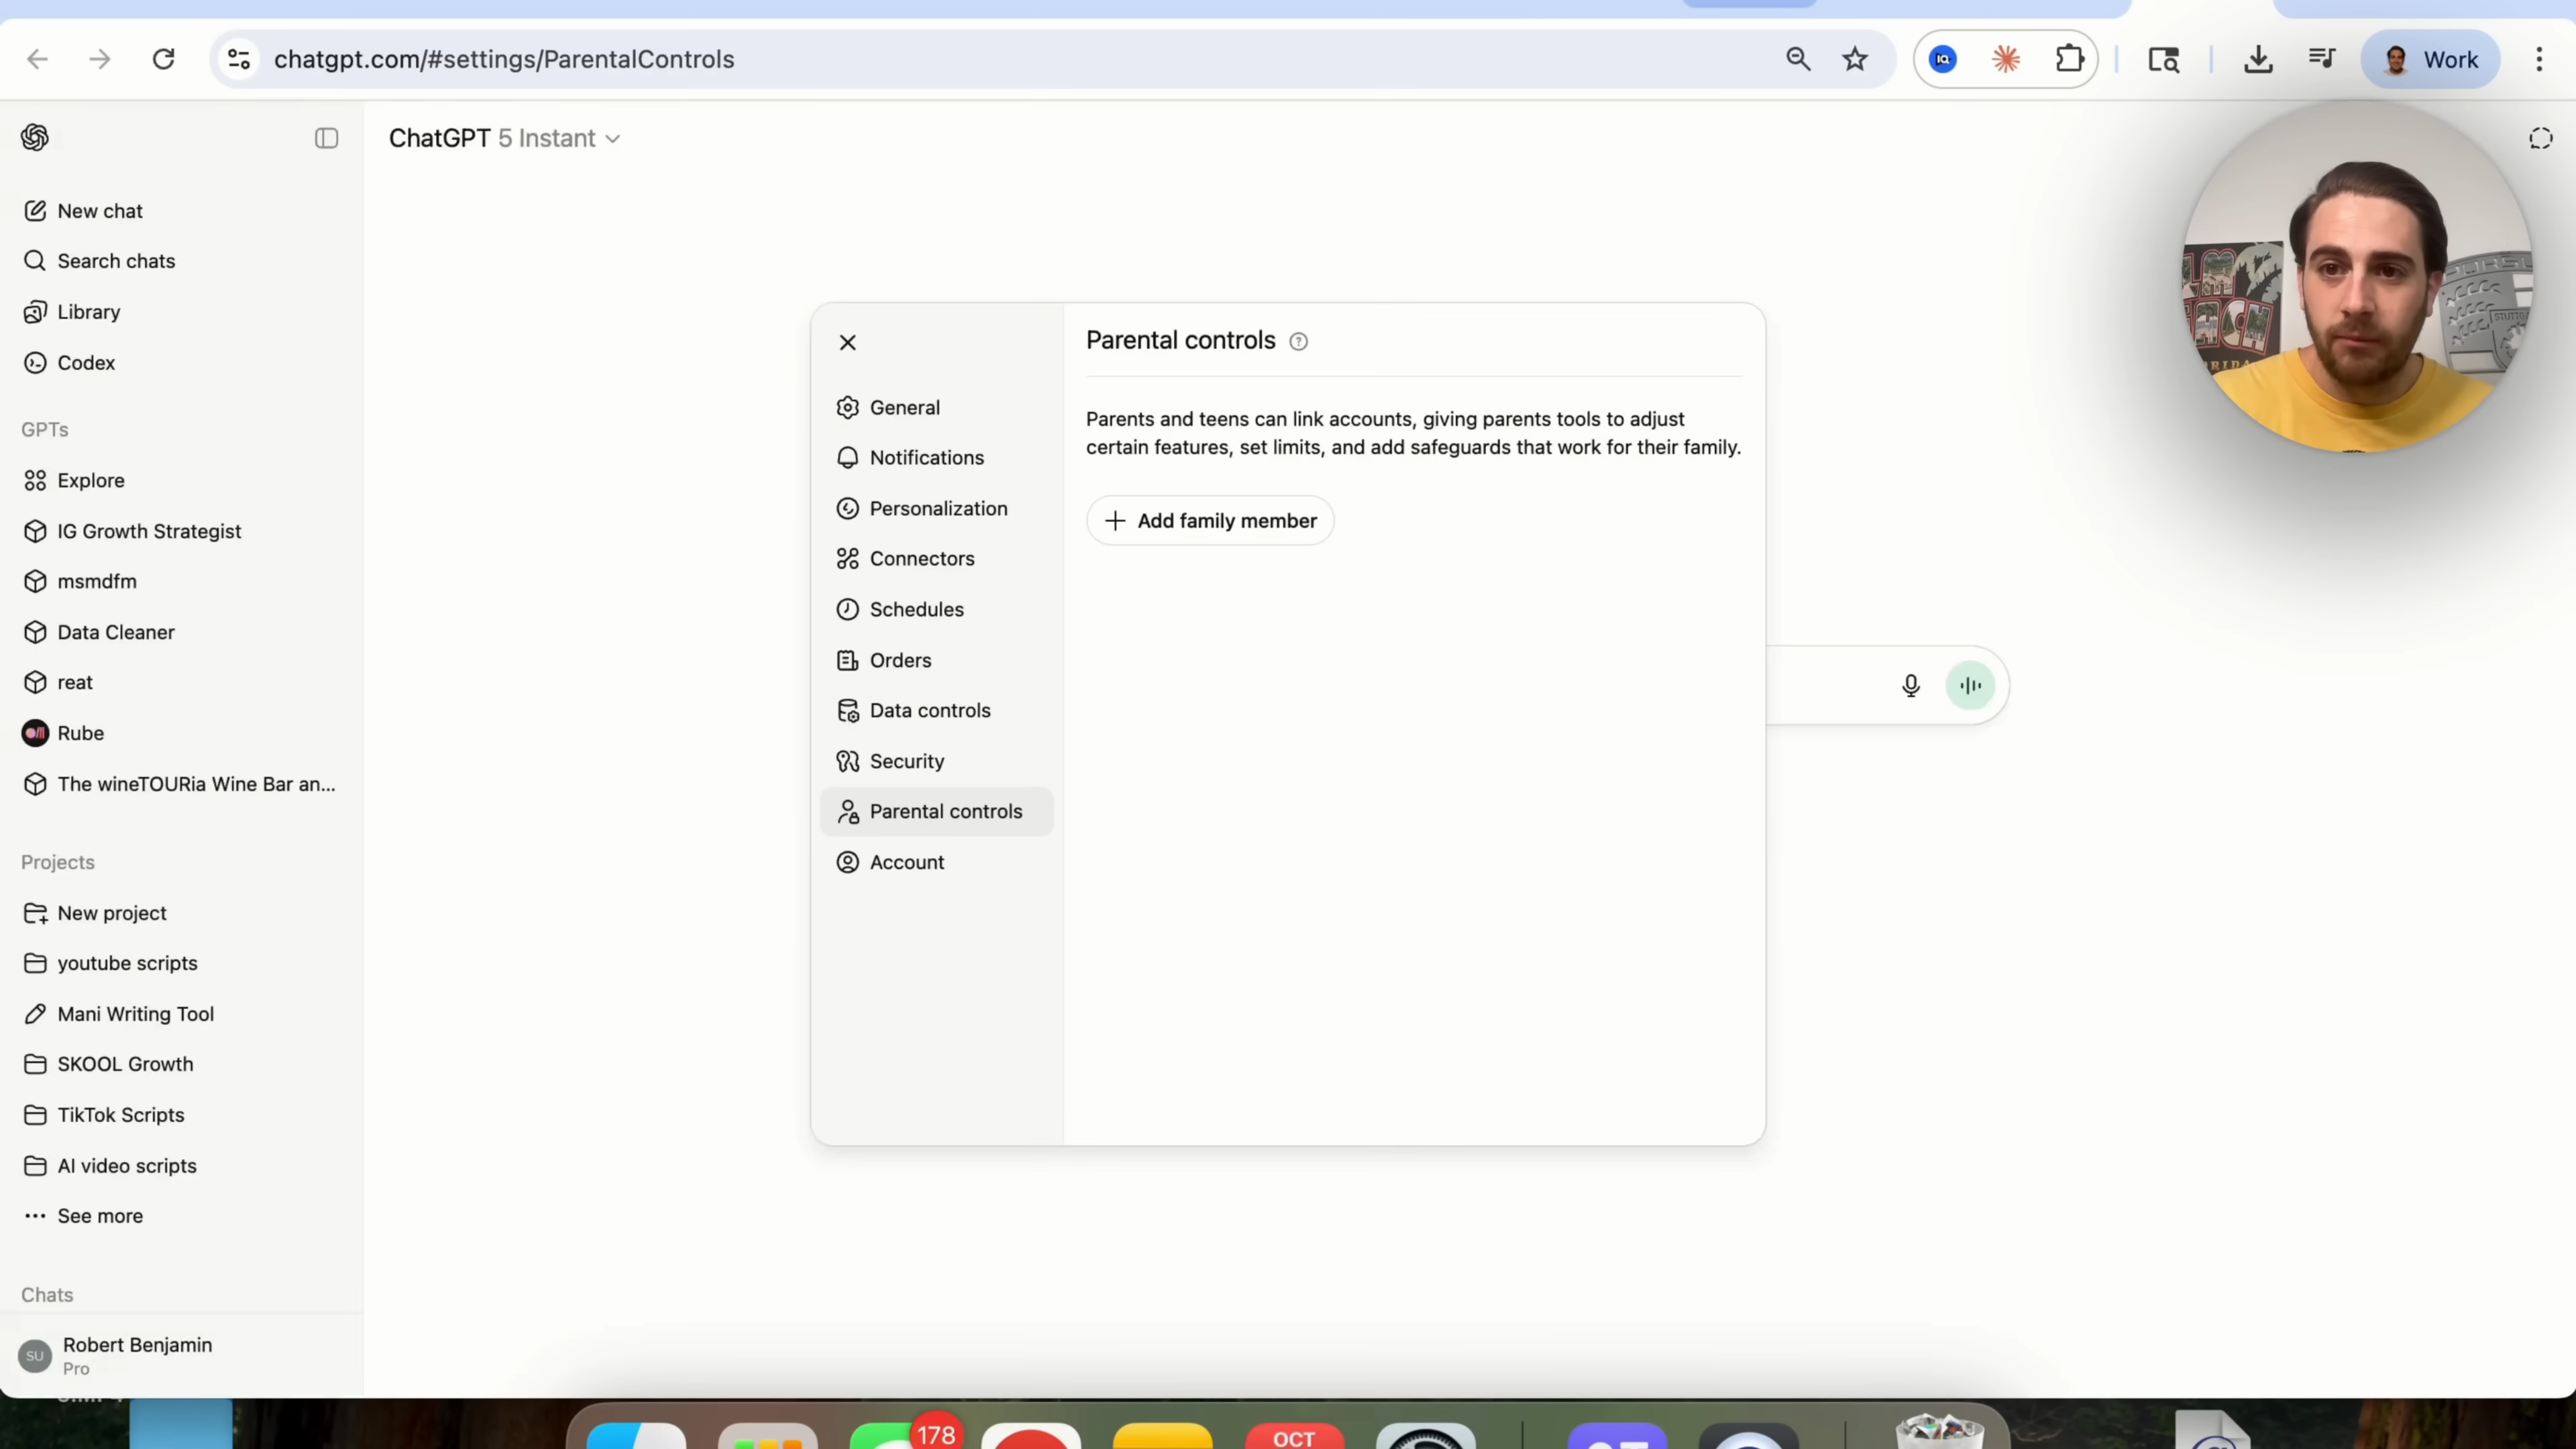 chatgpt.com/#settings/ParentalControls
Work
ChatGPT 5 Instant
New chat
Search chats
Library
Codex
GPTs
Explore
IG Growth Strategist
msmdfm
Data Cleaner
reat
Rube
The wineTOURia Wine Bar an...
Projects
New project
youtube scripts
Mani Writing Tool
SKOOL Growth
TikTok Scripts
AI video scripts
See more
Chats
SU
Robert Benjamin
Pro
General
Notifications
Personalization
Connectors
Schedules
Orders
Data controls
Security
Parental controls
Account
Parental controls
Parents and teens can link accounts, giving parents tools to adjust
certain features, set limits, and add safeguards that work for their family.
Add family member
178
OCT